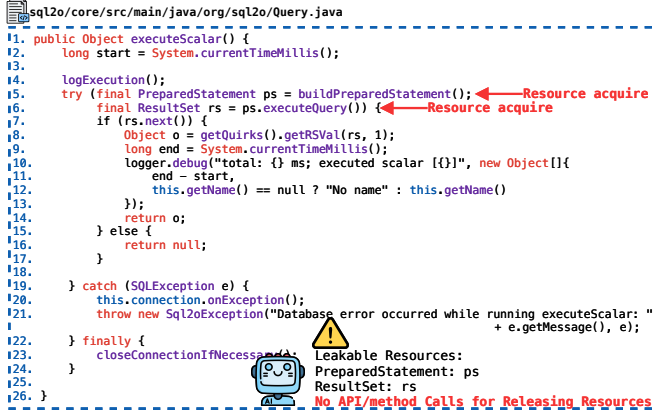 sql2o/core/src/main/java/org/sql2o/Query.java
1. public Object executeScalar() {
2. long start = System.currentTimeMillis();
3.
4. logExecution();
5. try (final PreparedStatement ps = buildPreparedStatement(); Resource acquire
6. final ResultSet rs = ps.executeQuery()) { Resource acquire
7. if (rs.next()) {
8. Object o = getQuirks().getRSVal(rs, 1);
9. long end = System.currentTimeMillis();
10. logger.debug("total: {} ms; executed scalar [{}]", new Object[]{
11. end – start,
12. this.getName() == null ? "No name" : this.getName()
13. });
14. return o;
15. } else {
16. return null;
17. }
18.
19. } catch (SQLException e) {
20. this.connection.onException();
21. throw new Sql2oException("Database error occurred while running executeScalar: "
+ e.getMessage(), e);
22. } finally {
23. closeConnectionIfNecessary();
24. }
25.
26. }
Leakable Resources:
PreparedStatement: ps
ResultSet: rs
No API/method Calls for Releasing Resources
AI